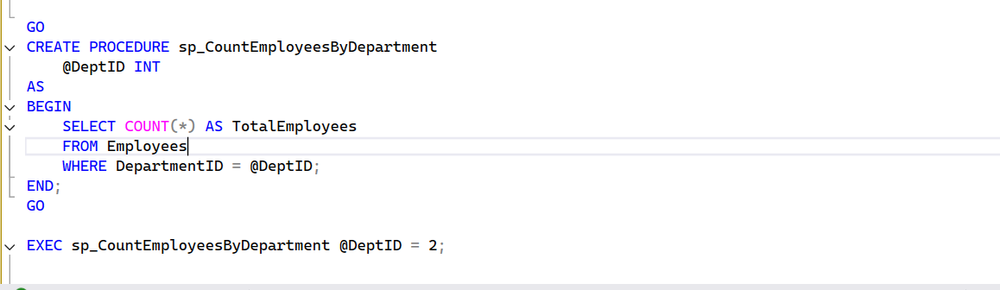 GO
CREATE PROCEDURE sp_CountEmployeesByDepartment
    @DeptID INT
AS
BEGIN
    SELECT COUNT(*) AS TotalEmployees
    FROM Employees
    WHERE DepartmentID = @DeptID;
END;
GO

EXEC sp_CountEmployeesByDepartment @DeptID = 2;